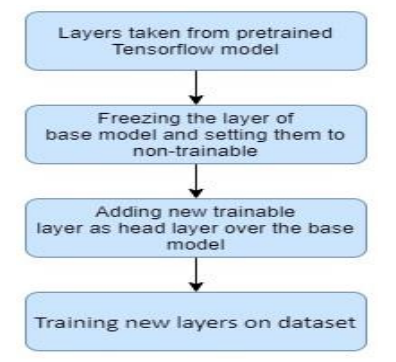 Layers taken from pretrained
Tensorflow model
Freezing the layer of
base model and setting them to
non-trainable
Adding new trainable
layer as head layer over the base
model
Training new layers on dataset